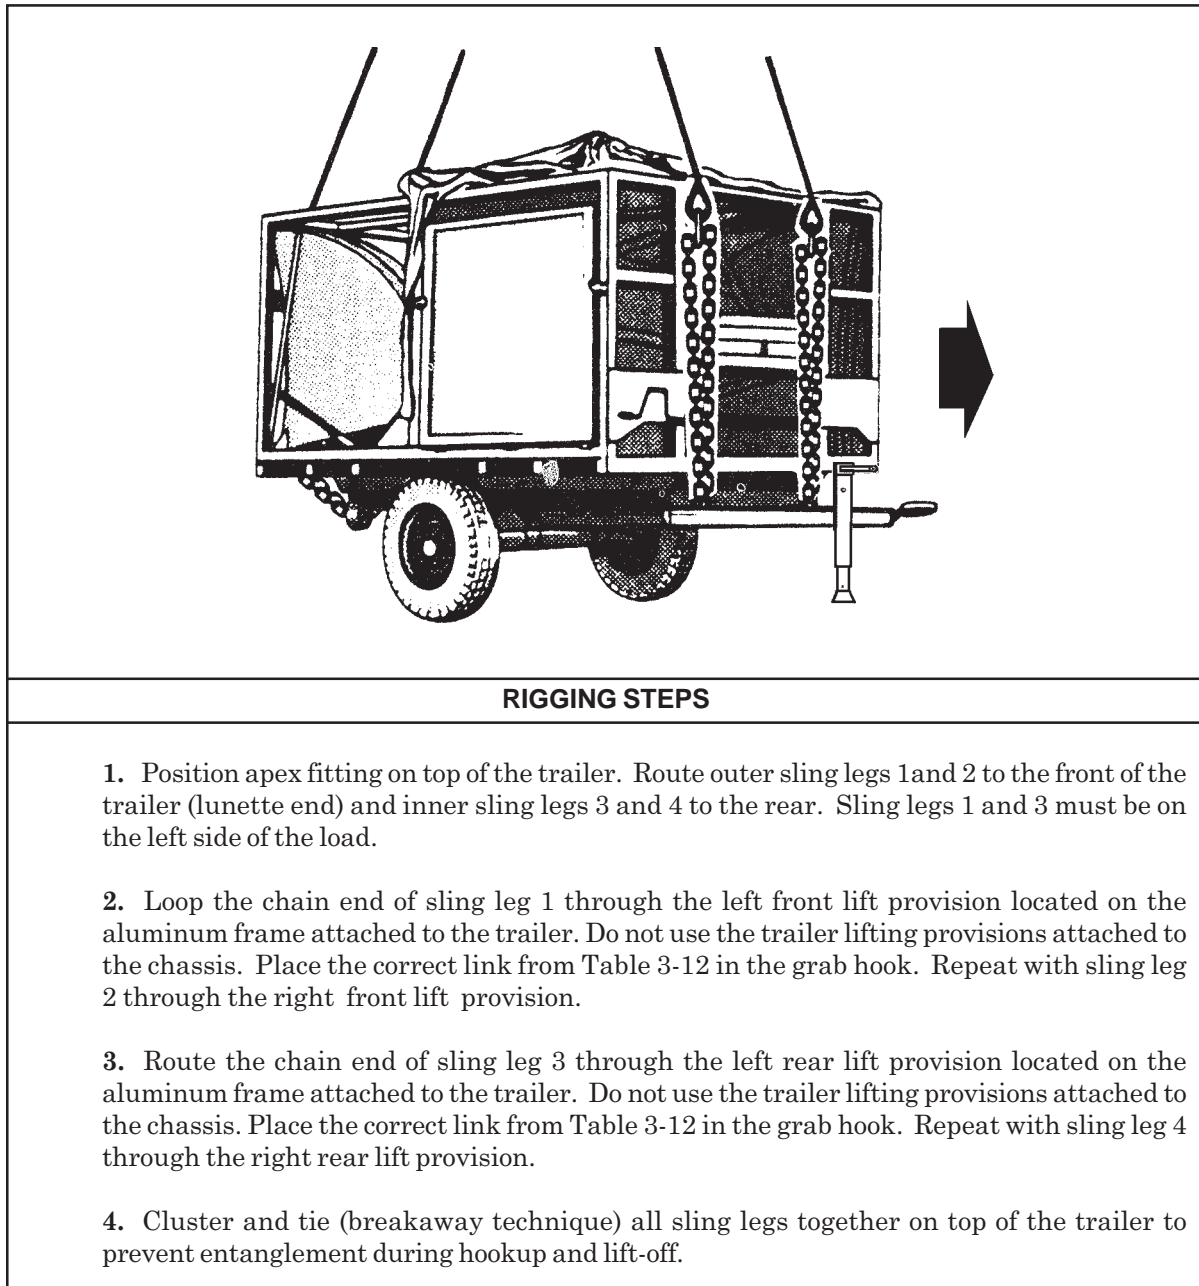 RIGGING STEPS
1. Position apex fitting on top of the trailer. Route outer sling legs 1and 2 to the front of the
trailer (lunette end) and inner sling legs 3 and 4 to the rear. Sling legs 1 and 3 must be on
the left side of the load.
2. Loop the chain end of sling leg 1 through the left front lift provision located on the
aluminum frame attached to the trailer. Do not use the trailer lifting provisions attached to
the chassis. Place the correct link from Table 3-12 in the grab hook. Repeat with sling leg
2 through the right front lift provision.
3. Route the chain end of sling leg 3 through the left rear lift provision located on the
aluminum frame attached to the trailer. Do not use the trailer lifting provisions attached to
the chassis. Place the correct link from Table 3-12 in the grab hook. Repeat with sling leg 4
through the right rear lift provision.
4. Cluster and tie (breakaway technique) all sling legs together on top of the trailer to
prevent entanglement during hookup and lift-off.